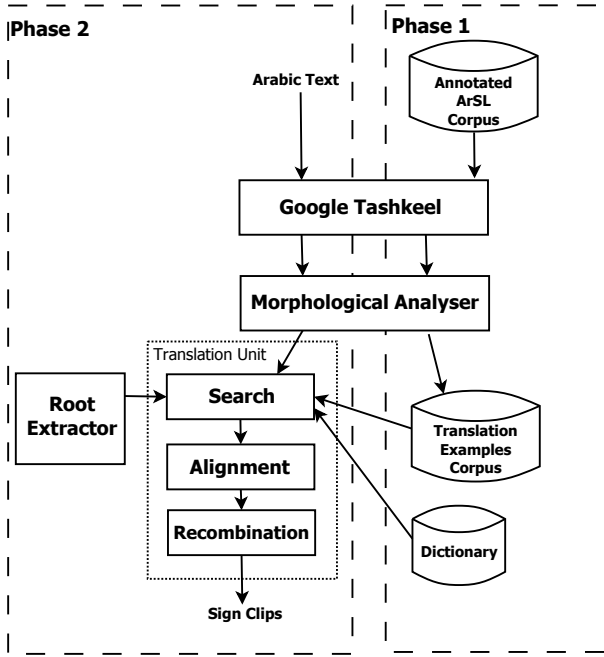 Phase 2
Phase 1
Arabic Text
Annotated
ArSL
Corpus
Google Tashkeel
Morphological Analyser
Translation Unit
Root
Extractor
Search
Translation
Examples
Corpus
Alignment
Recombination
Dictionary
Sign Clips